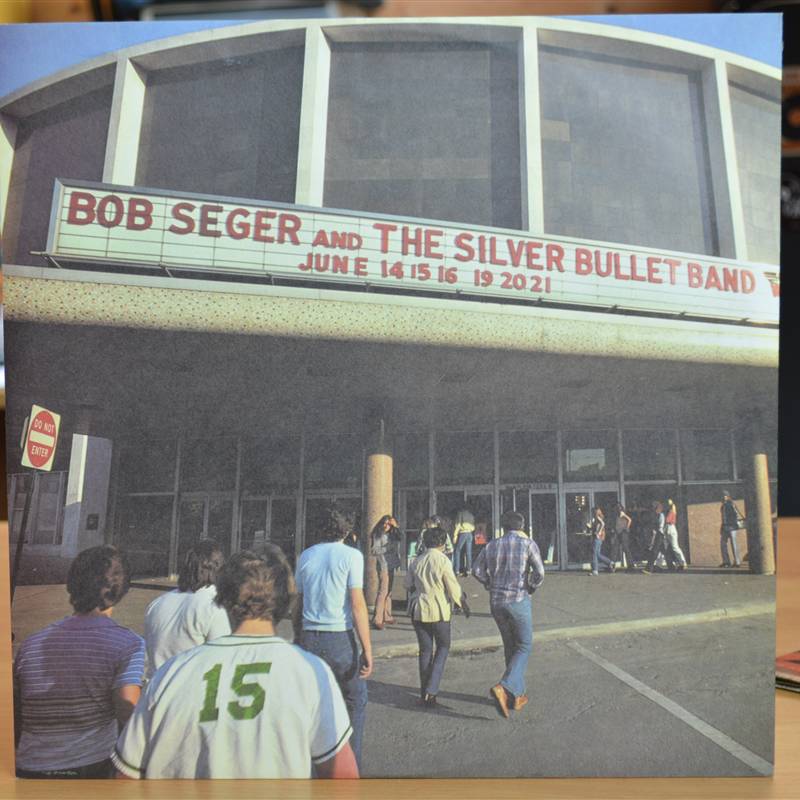 BOB SEGER AND THE SILVER BULLET BAND
JUNE 14 15 16 19 20 21
DO NOT
ENTER
15